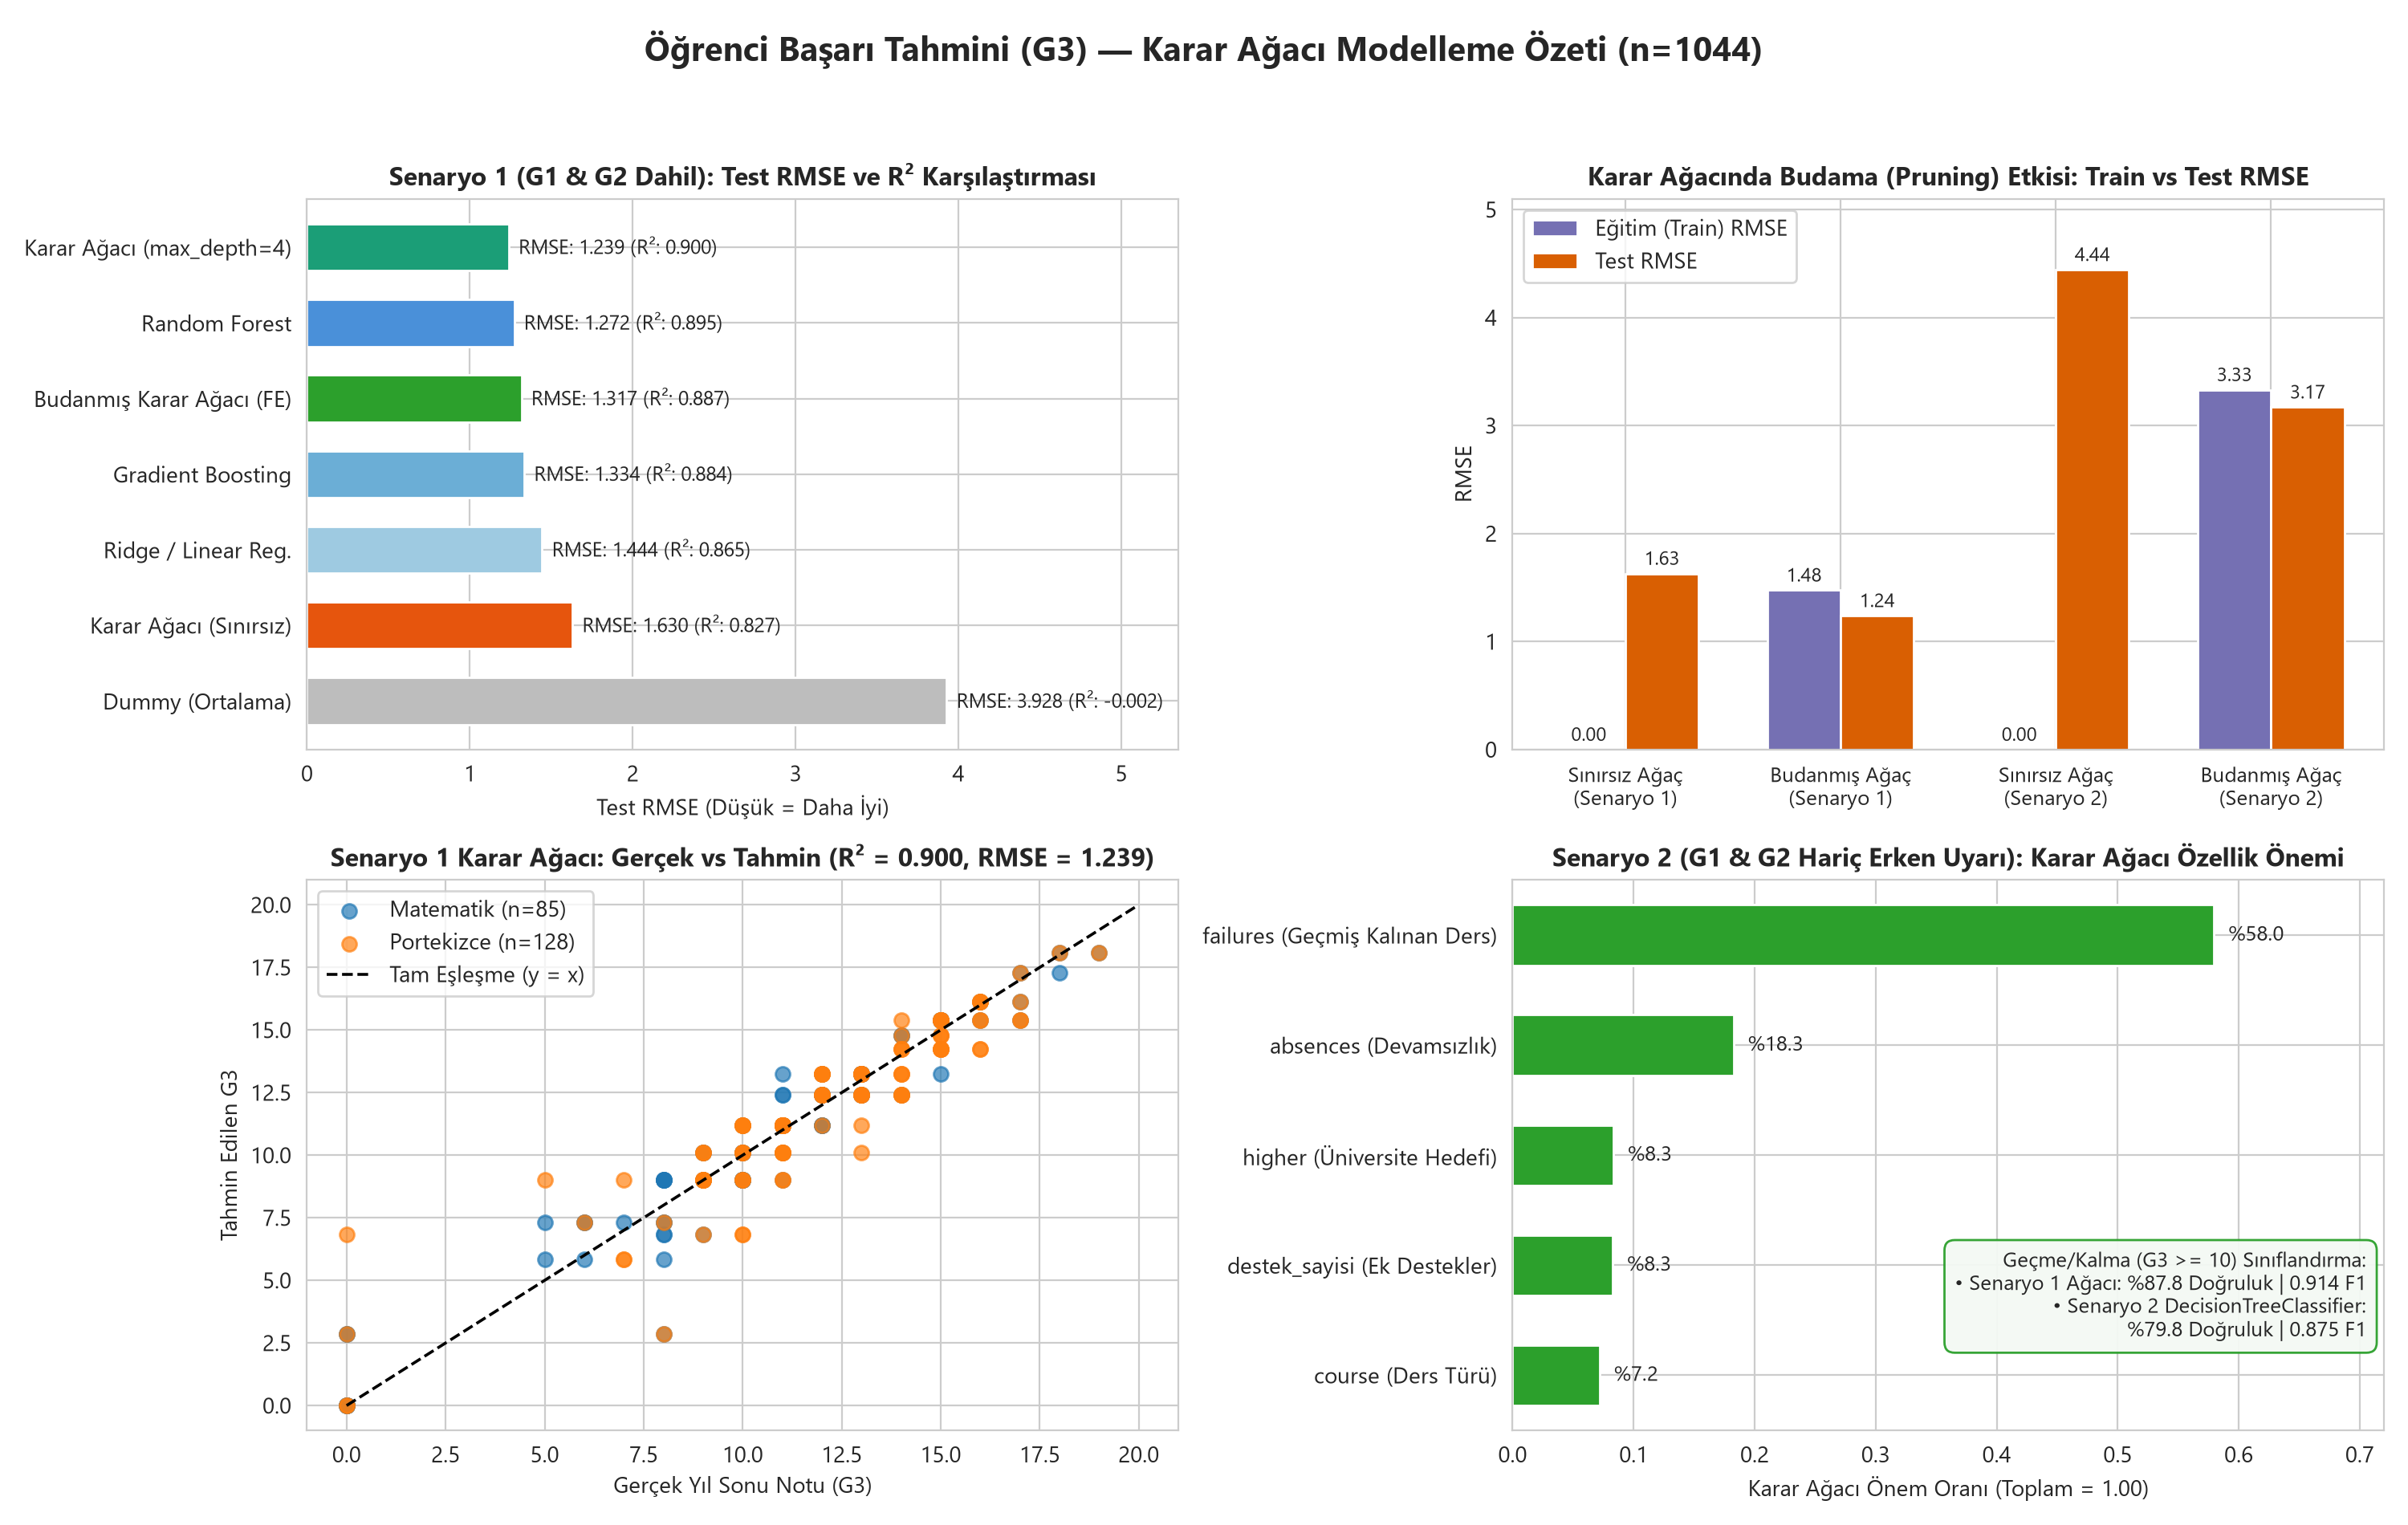 Öğrenci Başarı Tahmini (G3) — Karar Ağacı Modelleme Özeti (n=1044)
Senaryo 1 (G1 & G2 Dahil): Test RMSE ve R² Karşılaştırması
Karar Ağacı (max_depth=4)
RMSE: 1.239 (R²: 0.900)
Random Forest
RMSE: 1.272 (R²: 0.895)
Budanmış Karar Ağacı (FE)
RMSE: 1.317 (R²: 0.887)
Gradient Boosting
RMSE: 1.334 (R²: 0.884)
Ridge / Linear Reg.
RMSE: 1.444 (R²: 0.865)
Karar Ağacı (Sınırsız)
RMSE: 1.630 (R²: 0.827)
Dummy (Ortalama)
RMSE: 3.928 (R²: -0.002)
0 1 2 3 4 5
Test RMSE (Düşük = Daha İyi)
Karar Ağacında Budama (Pruning) Etkisi: Train vs Test RMSE
Eğitim (Train) RMSE
Test RMSE
RMSE
5
4
3
2
1
0
0.00
1.63
1.48
1.24
0.00
4.44
3.33
3.17
Sınırsız Ağaç
(Senaryo 1)
Budanmış Ağaç
(Senaryo 1)
Sınırsız Ağaç
(Senaryo 2)
Budanmış Ağaç
(Senaryo 2)
Senaryo 1 Karar Ağacı: Gerçek vs Tahmin (R² = 0.900, RMSE = 1.239)
Matematik (n=85)
Portekizce (n=128)
Tam Eşleşme (y = x)
Tahmin Edilen G3
20.0
17.5
15.0
12.5
10.0
7.5
5.0
2.5
0.0
0.0 2.5 5.0 7.5 10.0 12.5 15.0 17.5 20.0
Gerçek Yıl Sonu Notu (G3)
Senaryo 2 (G1 & G2 Hariç Erken Uyarı): Karar Ağacı Özellik Önemi
failures (Geçmiş Kalınan Ders)
%58.0
absences (Devamsızlık)
%18.3
higher (Üniversite Hedefi)
%8.3
destek_sayisi (Ek Destekler)
%8.3
course (Ders Türü)
%7.2
Geçme/Kalma (G3 >= 10) Sınıflandırma:
• Senaryo 1 Ağacı: %87.8 Doğruluk | 0.914 F1
• Senaryo 2 DecisionTreeClassifier:
%79.8 Doğruluk | 0.875 F1
0.0 0.1 0.2 0.3 0.4 0.5 0.6 0.7
Karar Ağacı Önem Oranı (Toplam = 1.00)